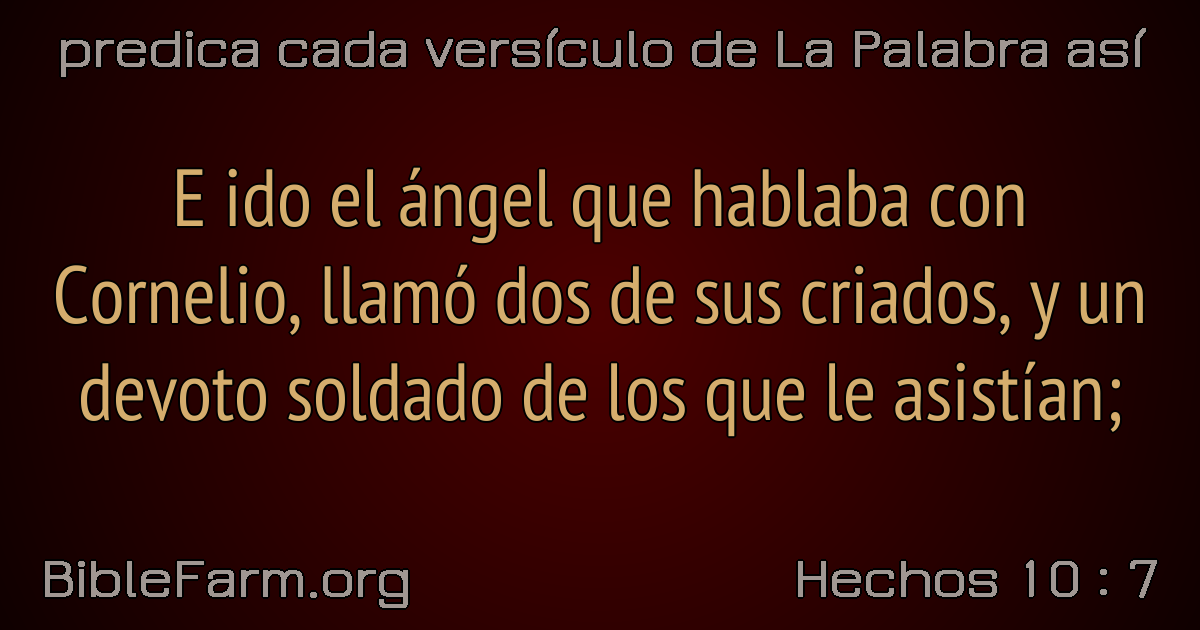 predica cada versículo de La Palabra así
E ido el ángel que hablaba con
Cornelio, llamó dos de sus criados, y un
devoto soldado de los que le asistían;
BibleFarm.org
Hechos 10 : 7